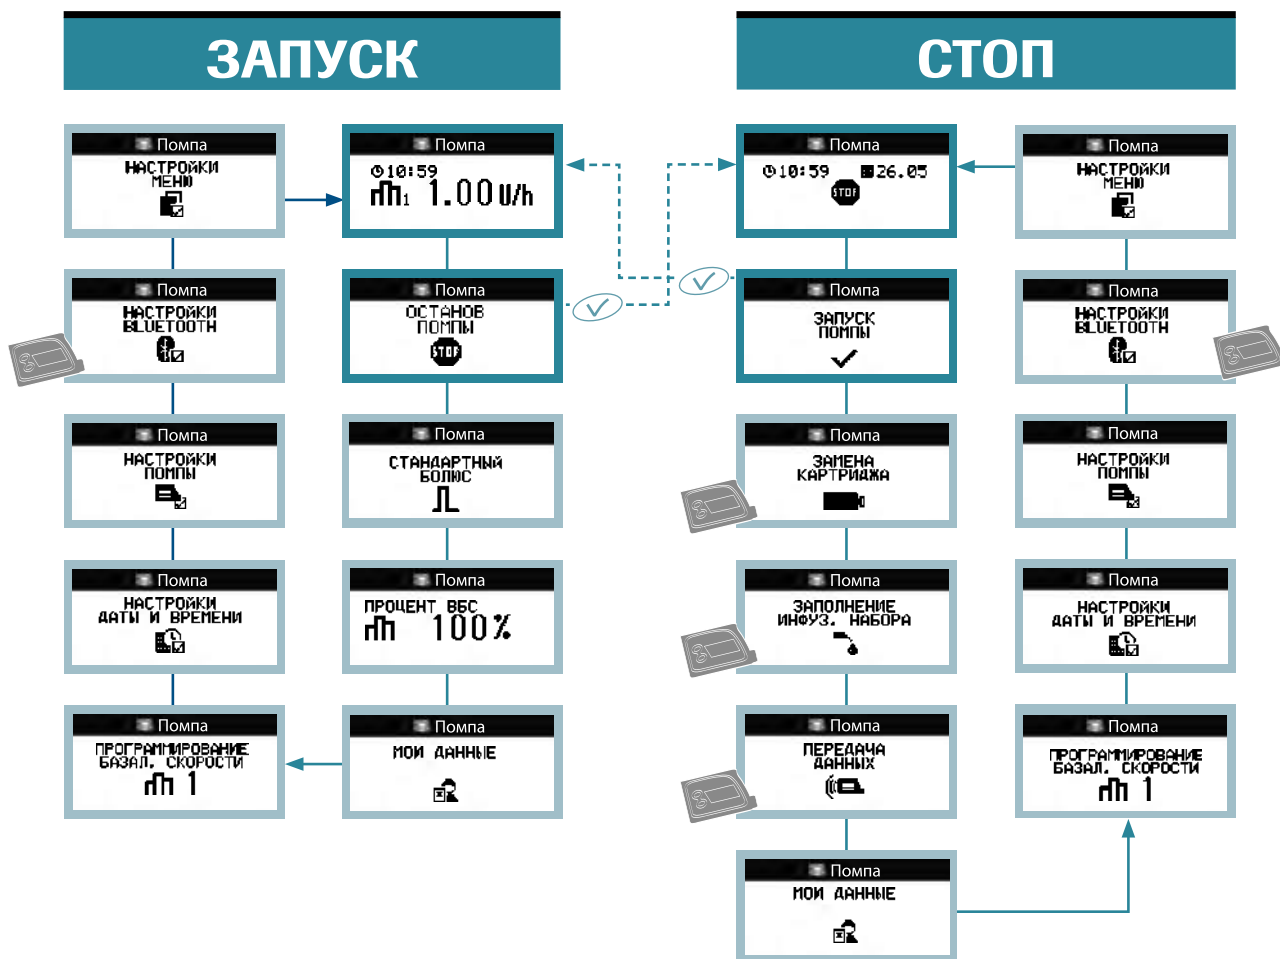 ЗАПУСК
Помпа
НАСТРОЙКИ
МЕНЮ
Помпа
10:59
1 1.00 U/h
Помпа
НАСТРОЙКИ
BLUETOOTH
Помпа
ОСТАНОВ
ПОМПЫ
STOP
Помпа
НАСТРОЙКИ
ПОМПЫ
Помпа
СТАНДАРТНЫЙ
БОЛЮС
Помпа
НАСТРОЙКИ
ДАТЫ И ВРЕМЕНИ
Помпа
ПРОЦЕНТ ВБС
100%
Помпа
ПРОГРАММИРОВАНИЕ
БАЗАЛ. СКОРОСТИ
1
Помпа
МОИ ДАННЫЕ
СТОП
Помпа
10:59 26.05
STOP
Помпа
НАСТРОЙКИ
МЕНЮ
Помпа
ЗАПУСК
ПОМПЫ
Помпа
НАСТРОЙКИ
BLUETOOTH
Помпа
ЗАМЕНА
КАРТРИДЖА
Помпа
НАСТРОЙКИ
ПОМПЫ
Помпа
ЗАПОЛНЕНИЕ
ИНФУЗ. НАБОРА
Помпа
НАСТРОЙКИ
ДАТЫ И ВРЕМЕНИ
Помпа
ПЕРЕДАЧА
ДАННЫХ
Помпа
ПРОГРАММИРОВАНИЕ
БАЗАЛ. СКОРОСТИ
1
Помпа
МОИ ДАННЫЕ